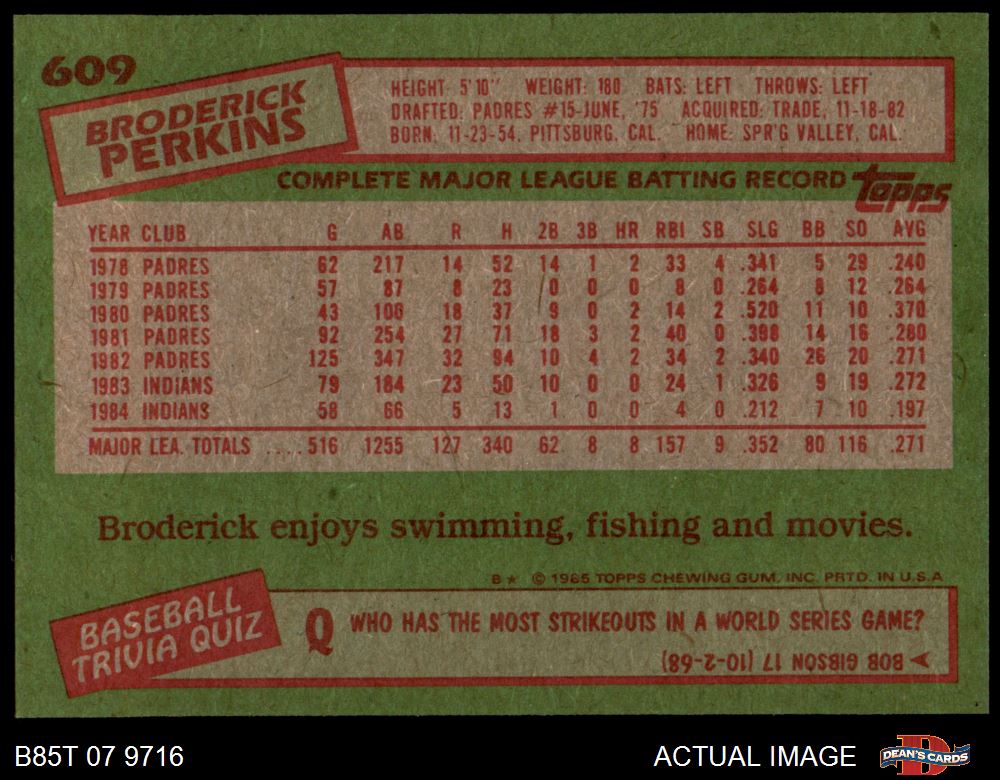 609
BRODERICK
PERKINS
HEIGHT: 5'10" WEIGHT: 180 BATS: LEFT THROWS: LEFT
DRAFTED: PADRES #15-JUNE, '75 ACQUIRED: TRADE, 11-18-82
BORN: 11-23-54, PITTSBURG, CAL. HOME: SPR'G VALLEY, CAL.
COMPLETE MAJOR LEAGUE BATTING RECORD topps
YEAR CLUB G AB R H 2B 3B HR RBI SB SLG BB SO AVG
1978 PADRES 62 217 14 52 14 1 2 33 4 .341 5 29 .240
1979 PADRES 57 87 8 23 0 0 0 8 0 .264 8 12 .264
1980 PADRES 43 100 18 37 9 0 2 14 2 .520 11 10 .370
1981 PADRES 92 254 27 71 18 3 2 40 0 .398 14 16 .280
1982 PADRES 125 347 32 94 10 4 2 34 2 .340 26 20 .271
1983 INDIANS 79 184 23 50 10 0 0 24 1 .326 9 19 .272
1984 INDIANS 58 66 5 13 1 0 0 4 0 .212 7 10 .197
MAJOR LEA. TOTALS ....516 1255 127 340 62 8 8 157 9 .352 80 116 .271
Broderick enjoys swimming, fishing and movies.
B★ © 1985 TOPPS CHEWING GUM, INC. PRTD. IN U.S.A
BASEBALL
TRIVIA QUIZ
Q WHO HAS THE MOST STRIKEOUTS IN A WORLD SERIES GAME?
BOB GIBSON 17 (10-2-68)
B85T 07 9716
ACTUAL IMAGE
DEAN'S CARDS